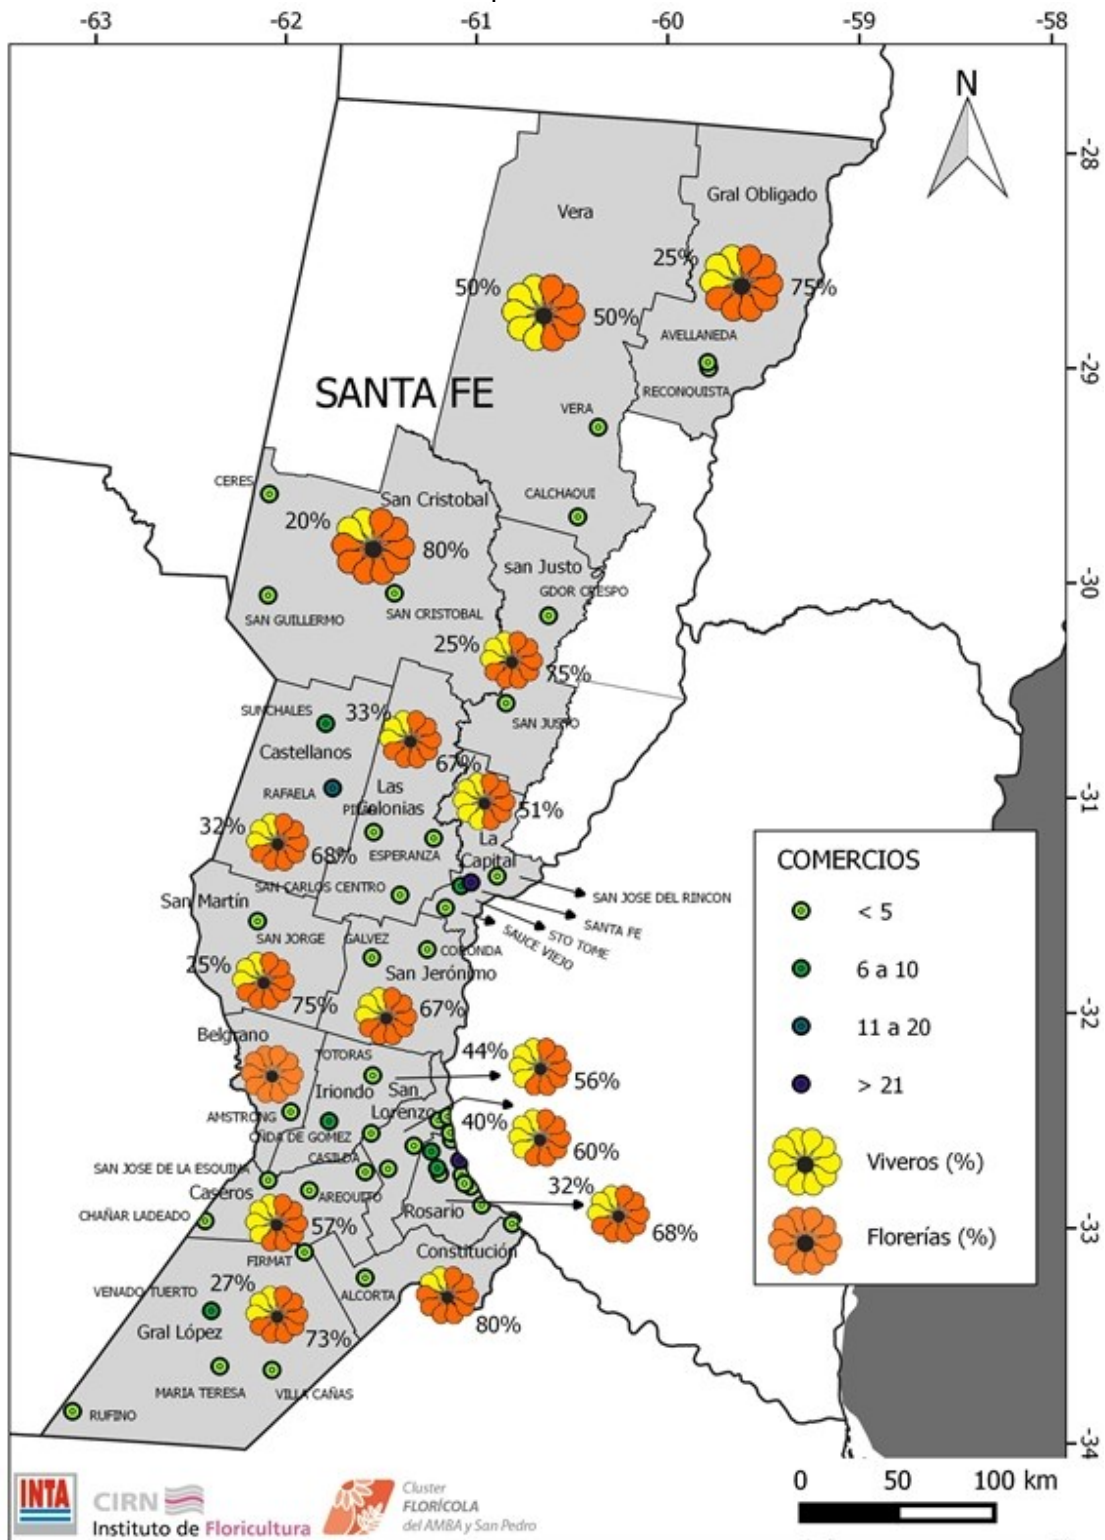 -63 -62 -61 -60 -59 -58
N
-28
Gral Obligado
Vera
25%
75%
50%
50%
AVELLANEDA
-29
RECONQUISTA
SANTA FE
VERA
CERES
CALCHAQUI
San Cristobal
20%
80%
san Justo
-30
GDOR CRESPO
SAN GUILLERMO
SAN CRISTOBAL
25%
75%
SUNCHALES
33%
SAN JUSTO
Castellanos
67%
RAFAELA
Las
Colonias
-31
51%
32%
68%
ESPERANZA
La
Capital
SAN CARLOS CENTRO
SAN JOSE DEL RINCON
SANTA FE
STO TOME
SAUCE VIEJO
San Martín
SAN JORGE
GALVEZ
CORONDA
San Jerónimo
25%
75%
67%
-32
Belgrano
TOTORAS
44%
56%
Iriondo
San
Lorenzo
AMSTRONG
40%
60%
CÑDA DE GOMEZ
CASILDA
SAN JOSE DE LA ESQUINA
Caseros
AREQUITO
32%
68%
CHAÑAR LADEADO
57%
Rosario
-33
FIRMAT
Constitución
VENADO TUERTO
27%
ALCORTA
Gral López
73%
80%
MARIA TERESA
VILLA CAÑAS
RUFINO
-34
COMERCIOS
< 5
6 a 10
11 a 20
> 21
Viveros (%)
Florerías (%)
0 50 100 km
INTA
CIRN
Instituto de Floricultura
Cluster
FLORÍCOLA
del AMBA y San Pedro